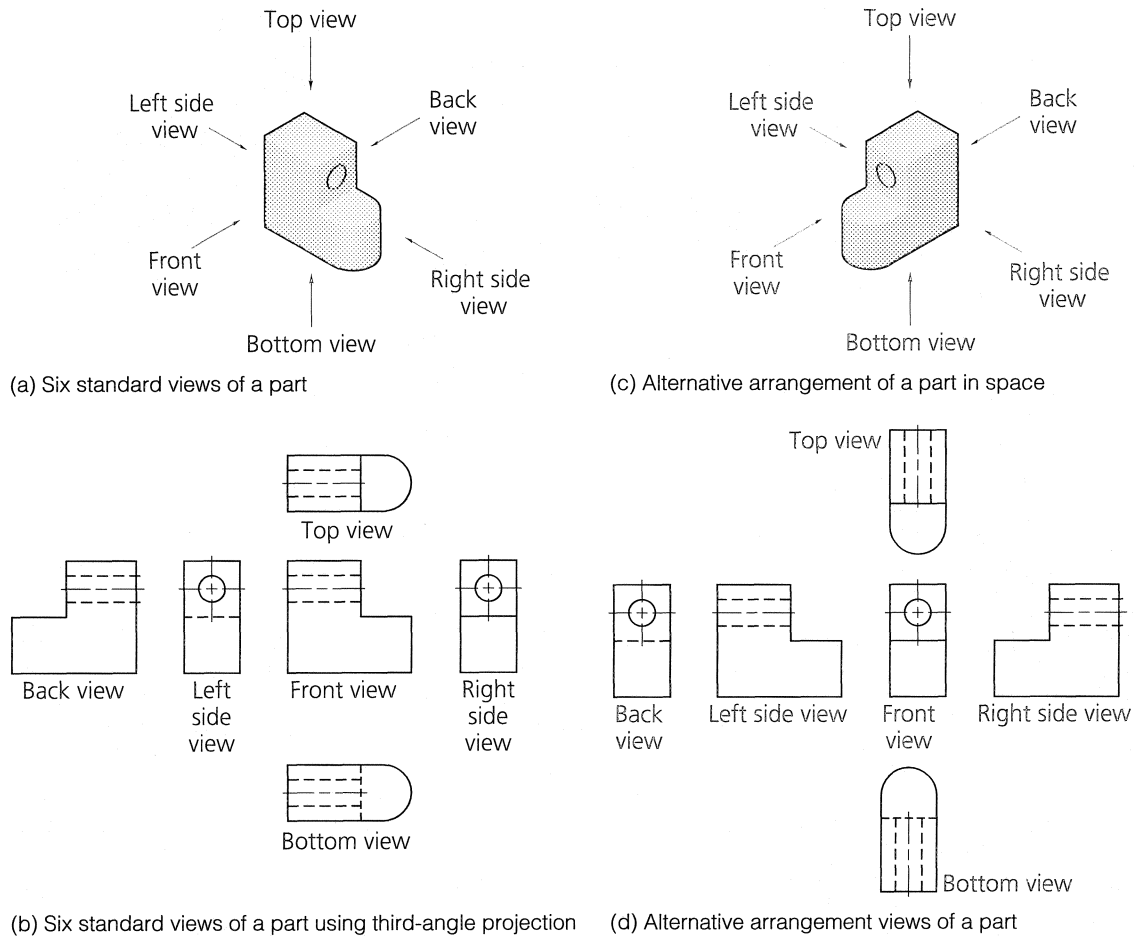 Top view
Left side
view
Back
view
Front
view
Right side
view
Bottom view
(a) Six standard views of a part
Top view
Left side
view
Back
view
Front
view
Right side
view
Bottom view
(c) Alternative arrangement of a part in space
Top view
Back view
Left
side
view
Front view
Right
side
view
Bottom view
(b) Six standard views of a part using third-angle projection
Top view
Back
view
Left side view
Front
view
Right side view
Bottom view
(d) Alternative arrangement views of a part